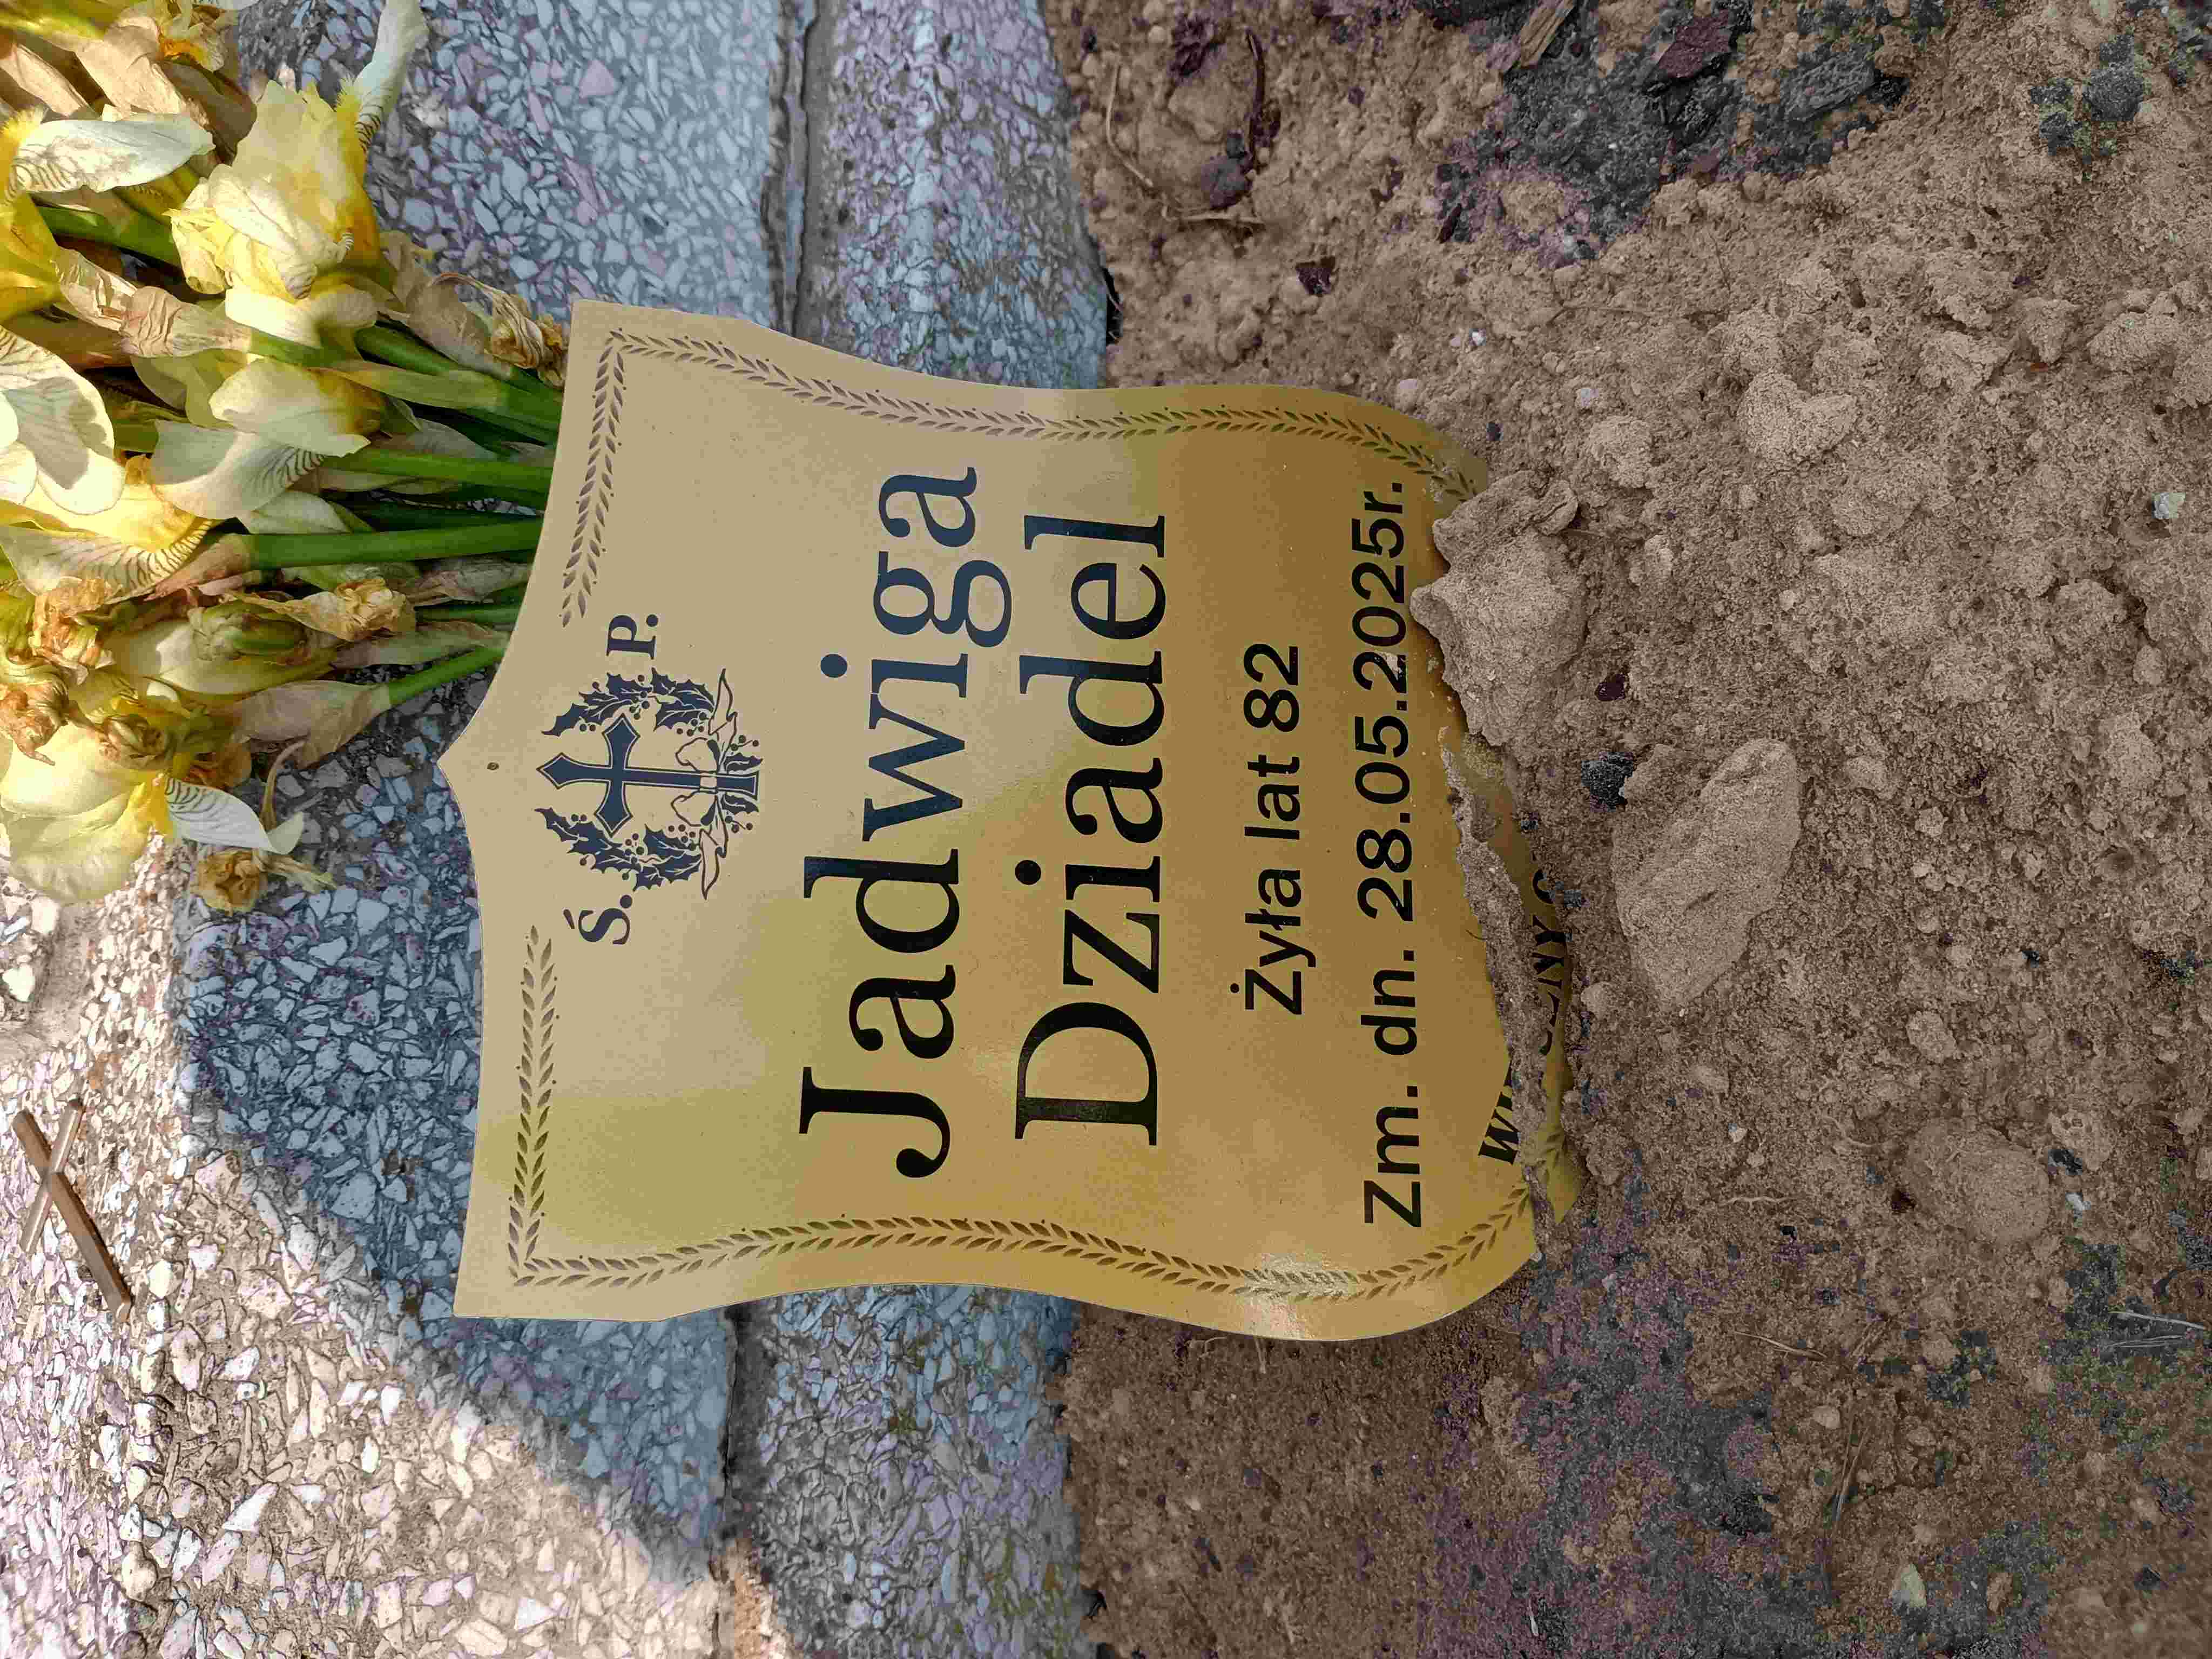 Ś. P.
Jadwiga
Dziadel
Żyła lat 82
Zm. dn. 28.05.2025r.